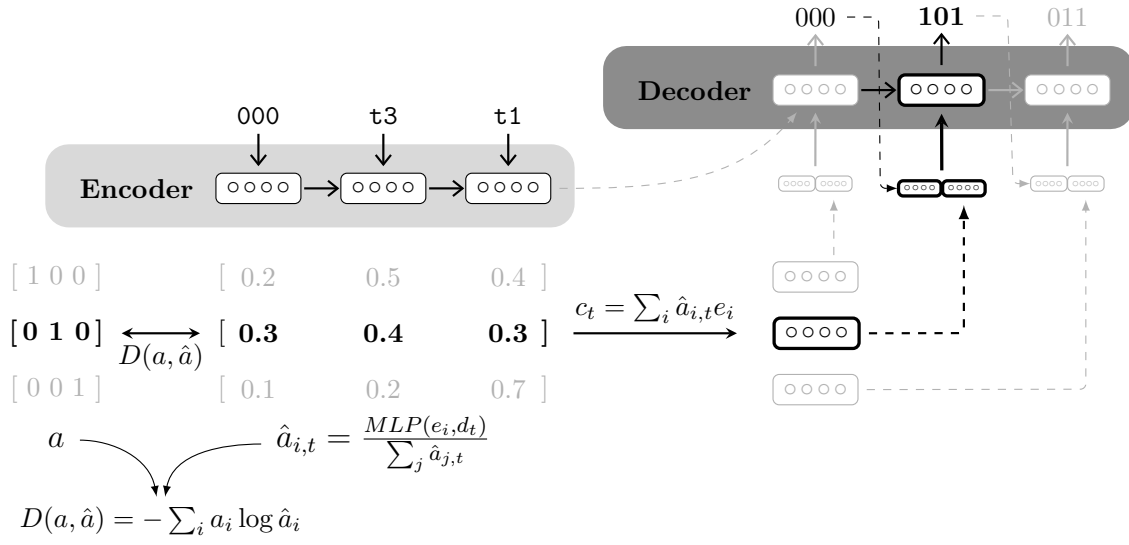 000 101 011
Decoder
000 t3 t1
Encoder
[ 1 0 0 ] [ 0.2 0.5 0.4 ]
[0 1 0] [ 0.3 0.4 0.3 ]
D(a, â)
c_t = ∑_i â_{i,t} e_i
[ 0 0 1 ] [ 0.1 0.2 0.7 ]
a
â_{i,t} = MLP(e_i,d_t) / ∑_j â_{j,t}
D(a, â) = − ∑_i a_i log â_i